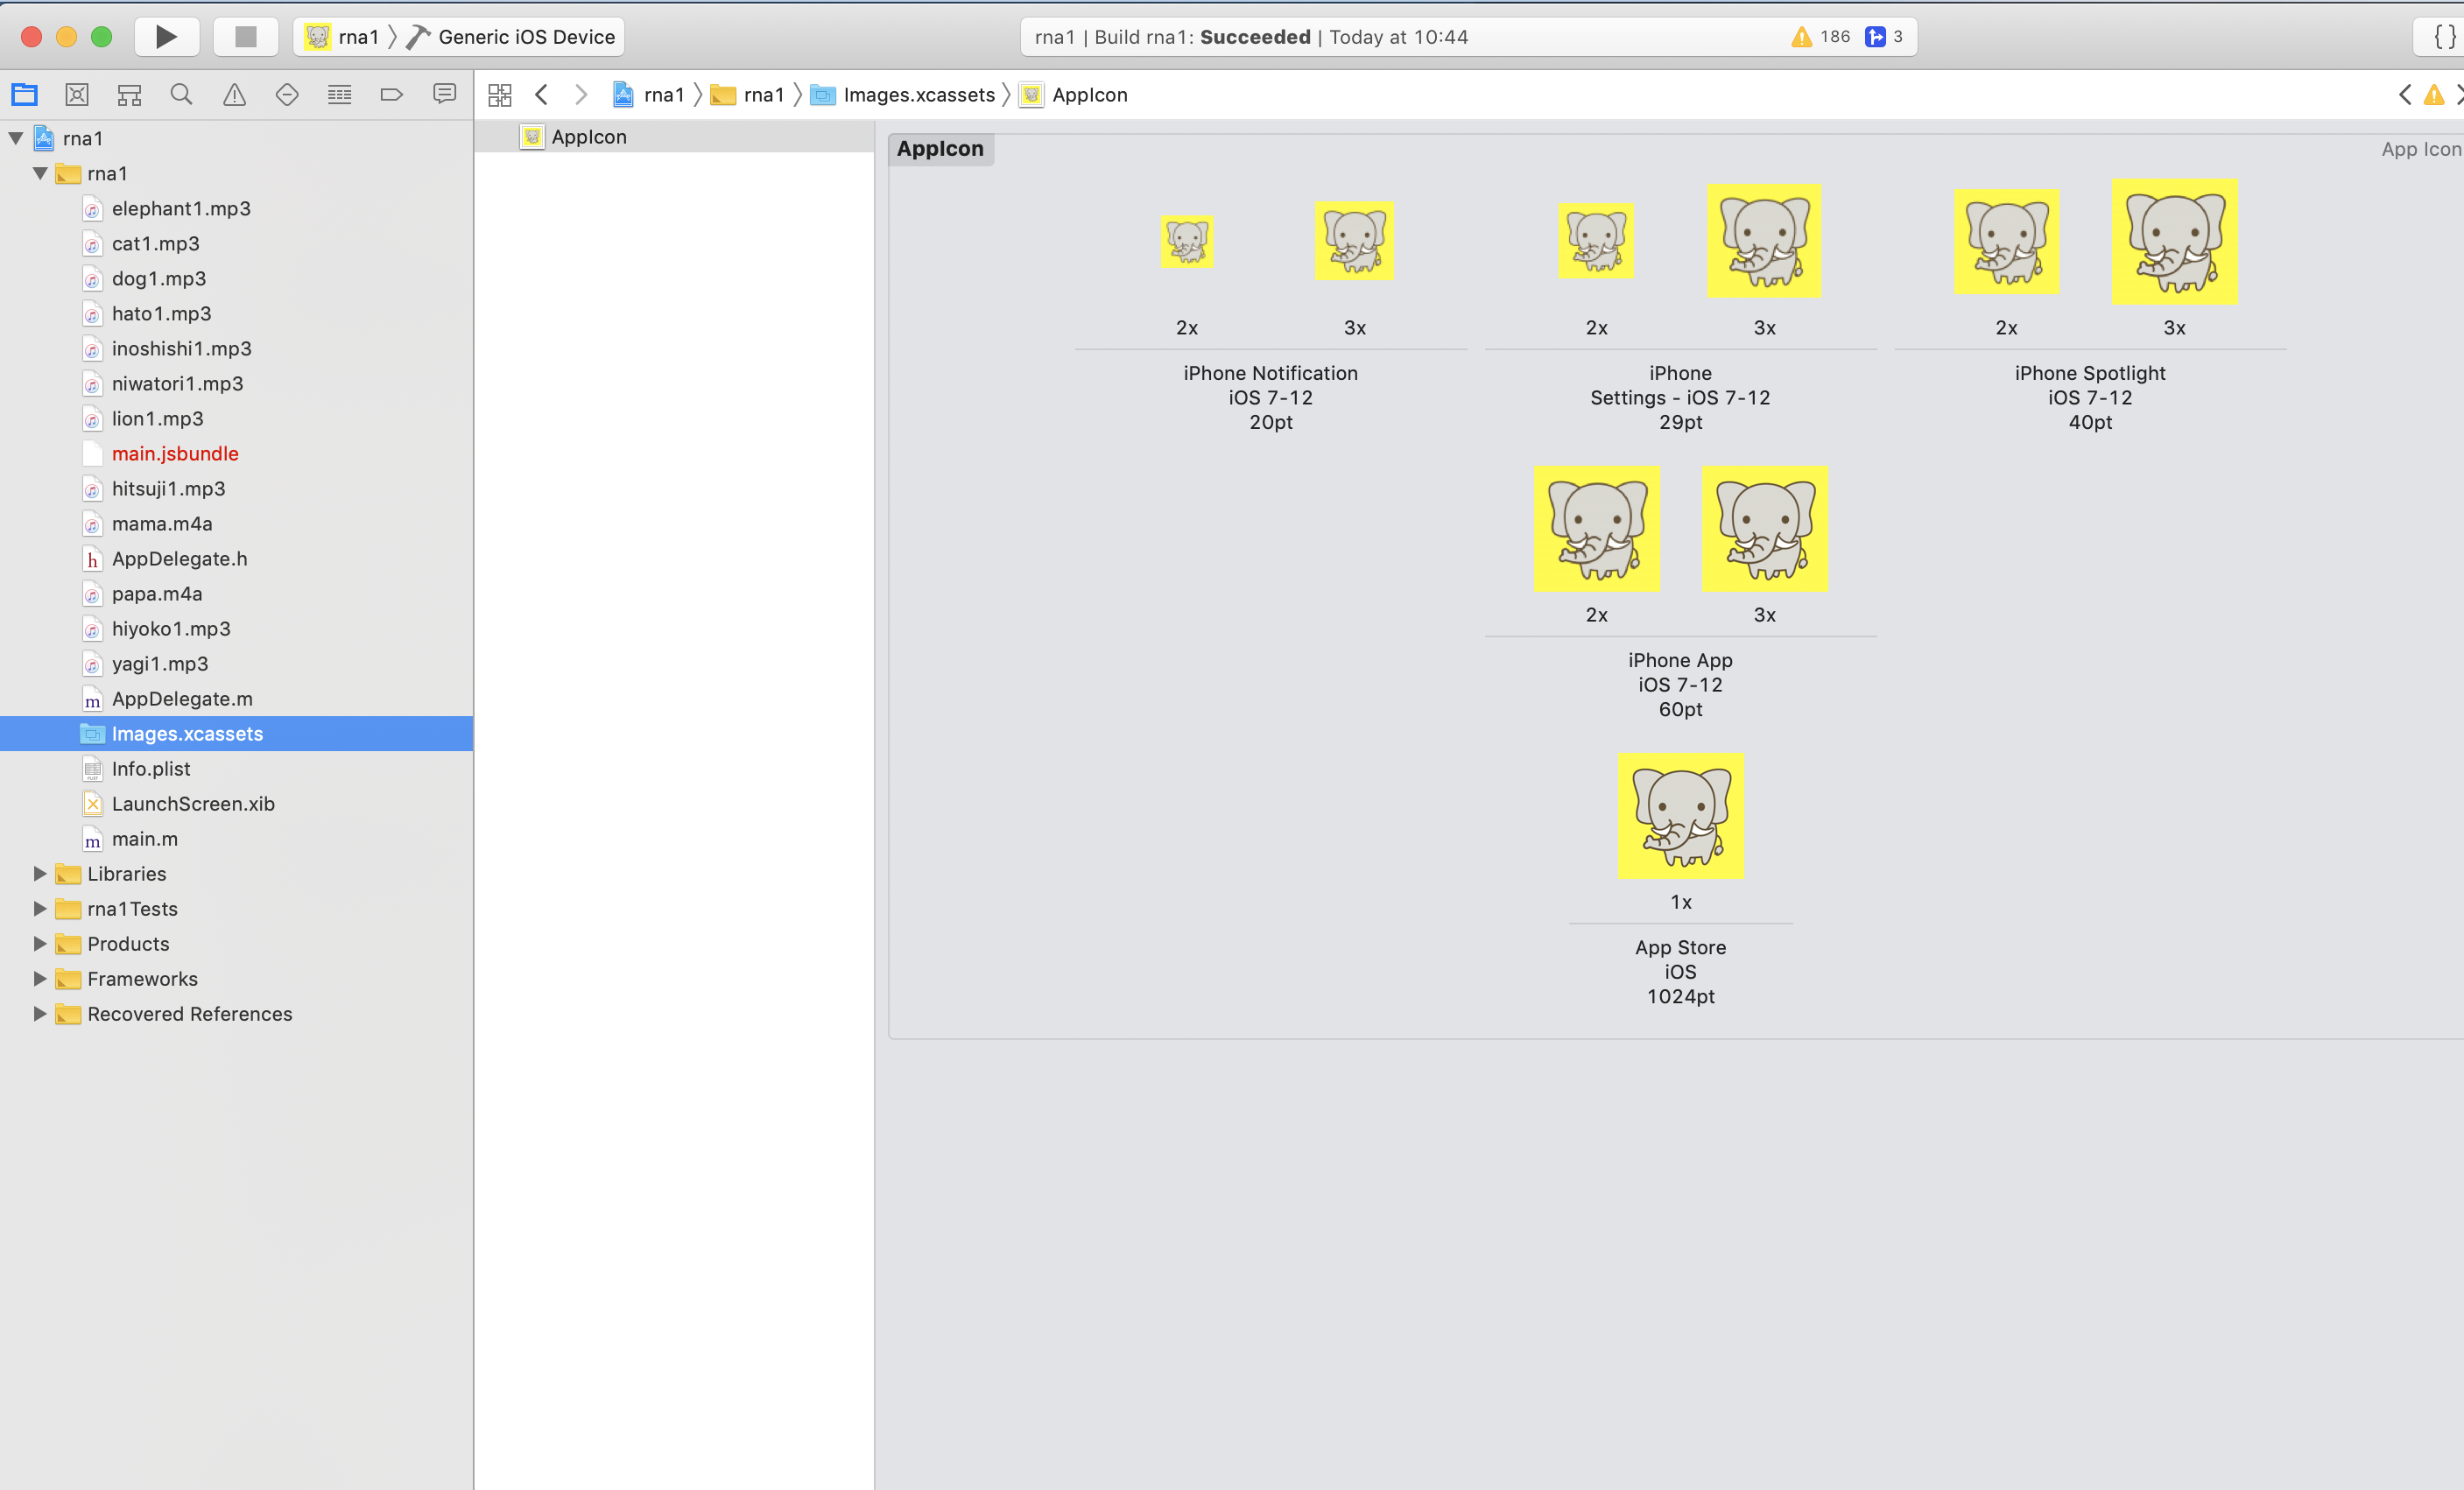 rna1 Generic iOS Device
rna1 | Build rna1: Succeeded | Today at 10:44
186 3
{}
rna1 rna1 Images.xcassets AppIcon
rna1
rna1
elephant1.mp3
cat1.mp3
dog1.mp3
hato1.mp3
inoshishi1.mp3
niwatori1.mp3
lion1.mp3
main.jsbundle
hitsuji1.mp3
mama.m4a
h AppDelegate.h
papa.m4a
hiyoko1.mp3
yagi1.mp3
m AppDelegate.m
Images.xcassets
Info.plist
LaunchScreen.xib
m main.m
Libraries
rna1Tests
Products
Frameworks
Recovered References
AppIcon
AppIcon
App Icon
2x 3x
iPhone Notification
iOS 7-12
20pt
2x 3x
iPhone
Settings - iOS 7-12
29pt
2x 3x
iPhone Spotlight
iOS 7-12
40pt
2x 3x
iPhone App
iOS 7-12
60pt
1x
App Store
iOS
1024pt